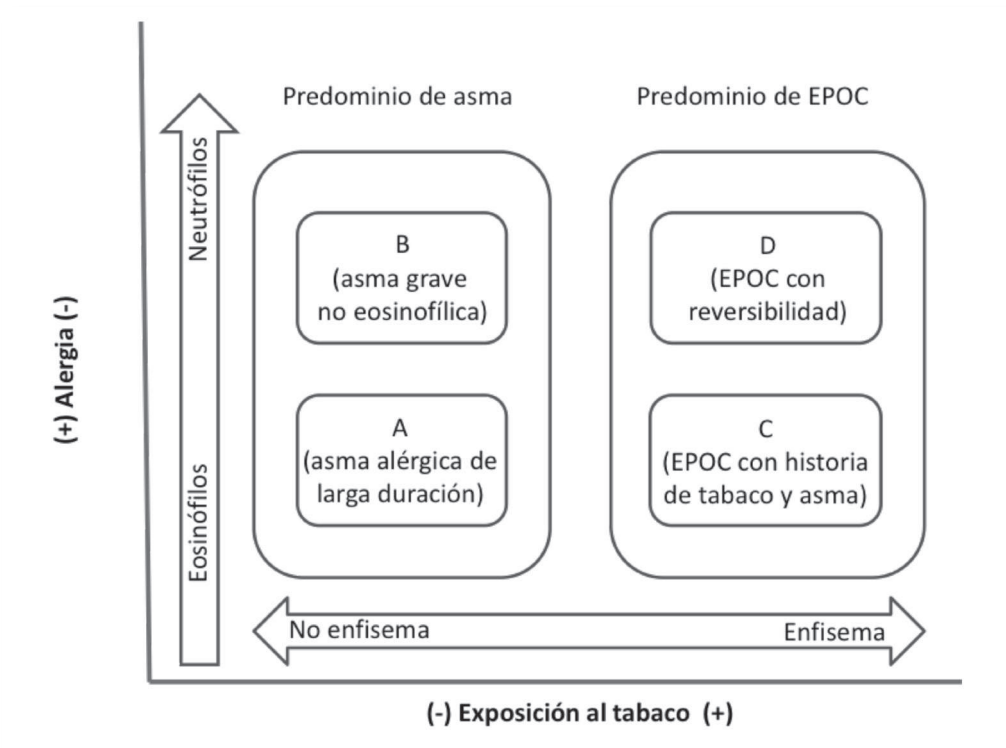 Predominio de asma
Predominio de EPOC
Neutrófilos
Eosinófilos
(+) Alergia (-)
B
(asma grave
no eosinofílica)
D
(EPOC con
reversibilidad)
A
(asma alérgica de
larga duración)
C
(EPOC con historia
de tabaco y asma)
No enfisema
Enfisema
(-) Exposición al tabaco (+)